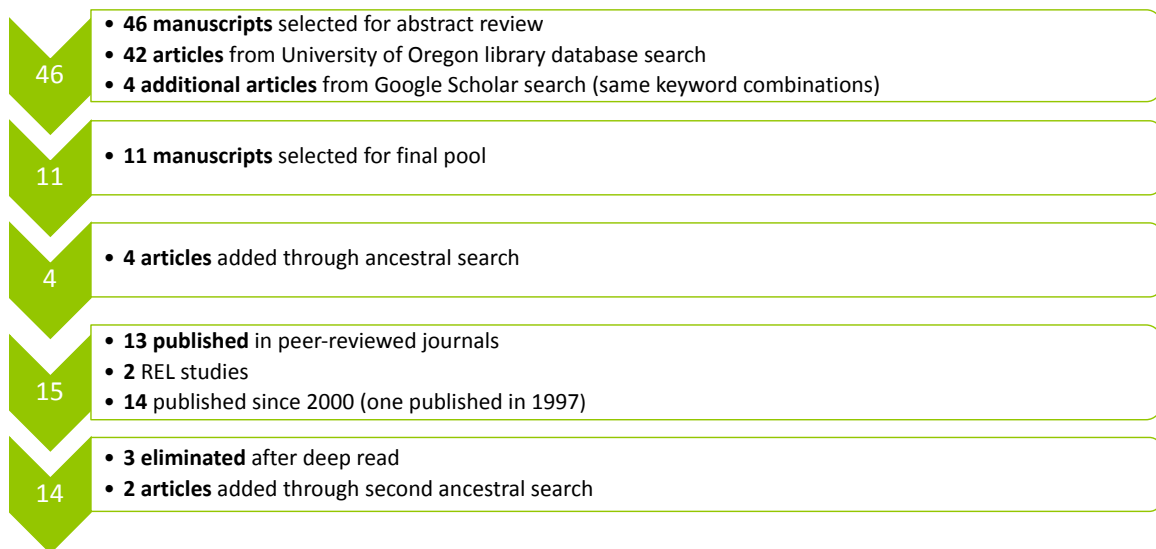 46
• 46 manuscripts selected for abstract review
• 42 articles from University of Oregon library database search
• 4 additional articles from Google Scholar search (same keyword combinations)
11
• 11 manuscripts selected for final pool
4
• 4 articles added through ancestral search
15
• 13 published in peer-reviewed journals
• 2 REL studies
• 14 published since 2000 (one published in 1997)
14
• 3 eliminated after deep read
• 2 articles added through second ancestral search